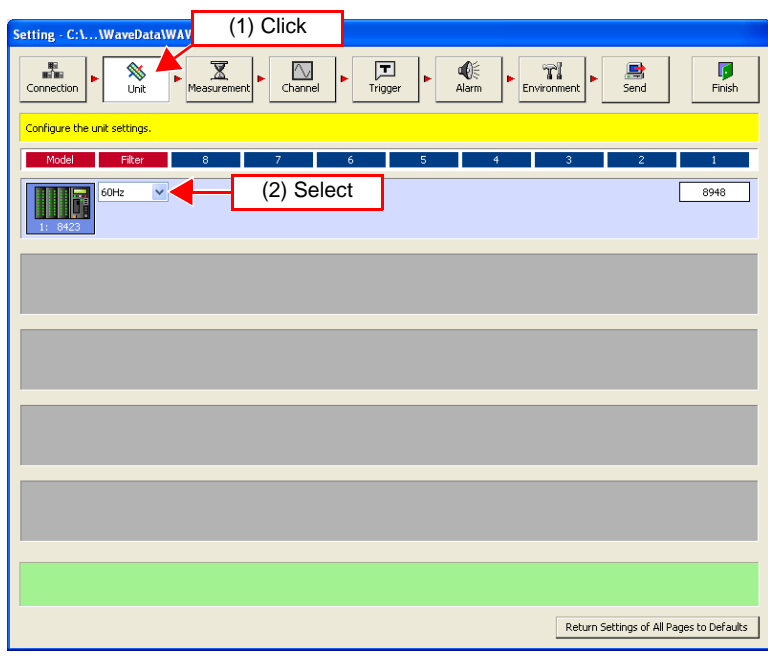 (1) Click
Setting - C:\...\WaveData\WAV
Connection
Unit
Measurement
Channel
Trigger
Alarm
Environment
Send
Finish
Configure the unit settings.
Model Filter 8 7 6 5 4 3 2 1
60Hz
(2) Select
8948
1: 8423
Return Settings of All Pages to Defaults